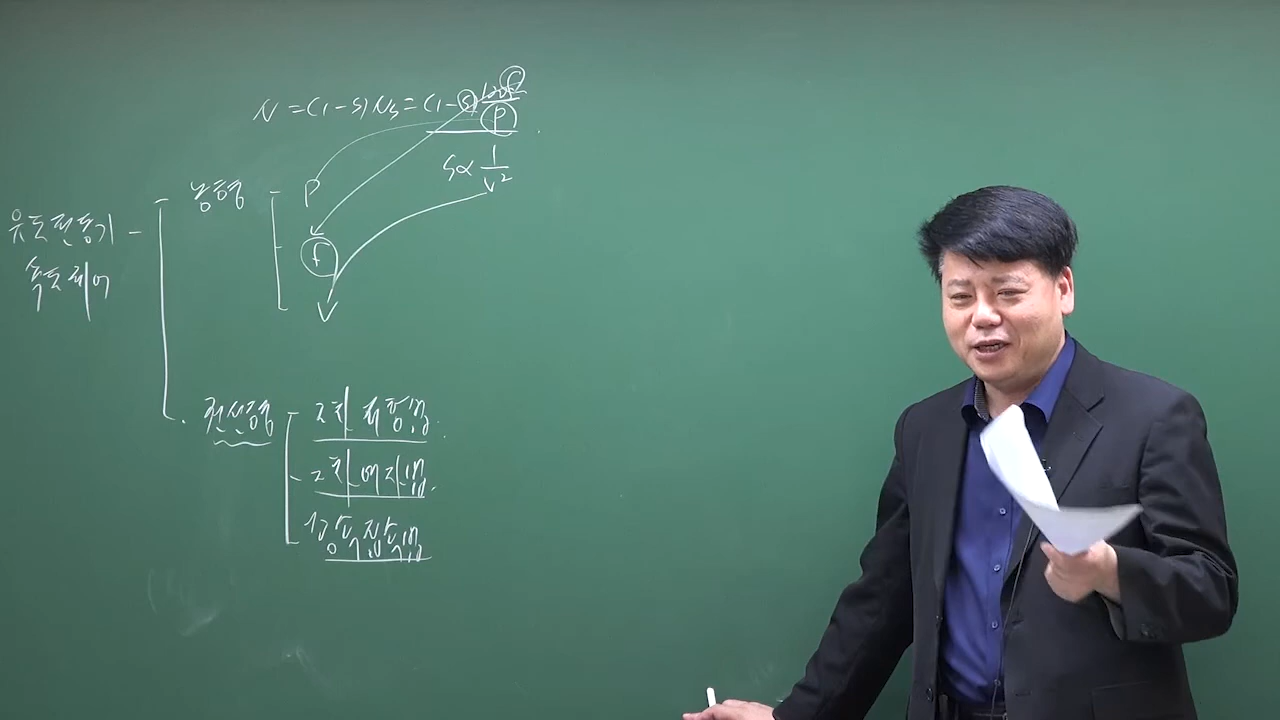 N = (1-s) Ns = (1-s) 120f/P
s ∝ 1/V²
유도전동기
속도제어
농형
P
f
V
권선형
2차 저항법
2차 여자법
종속접속법